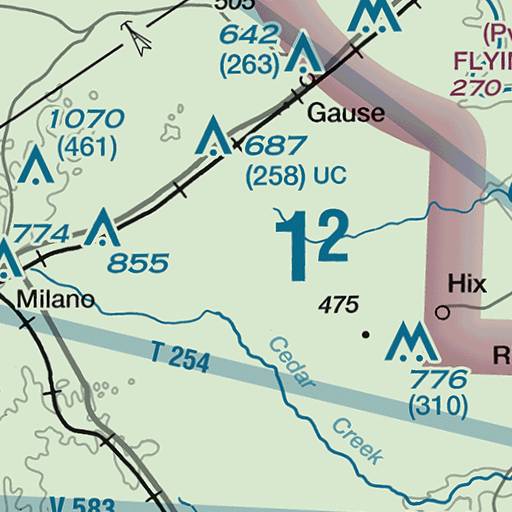 505
642
(263)
270
1070
(461)
Gause
687
(258) UC
774
855
12
Hix
475
Milano
T 254
Cedar
Creek
776
(310)
V 583